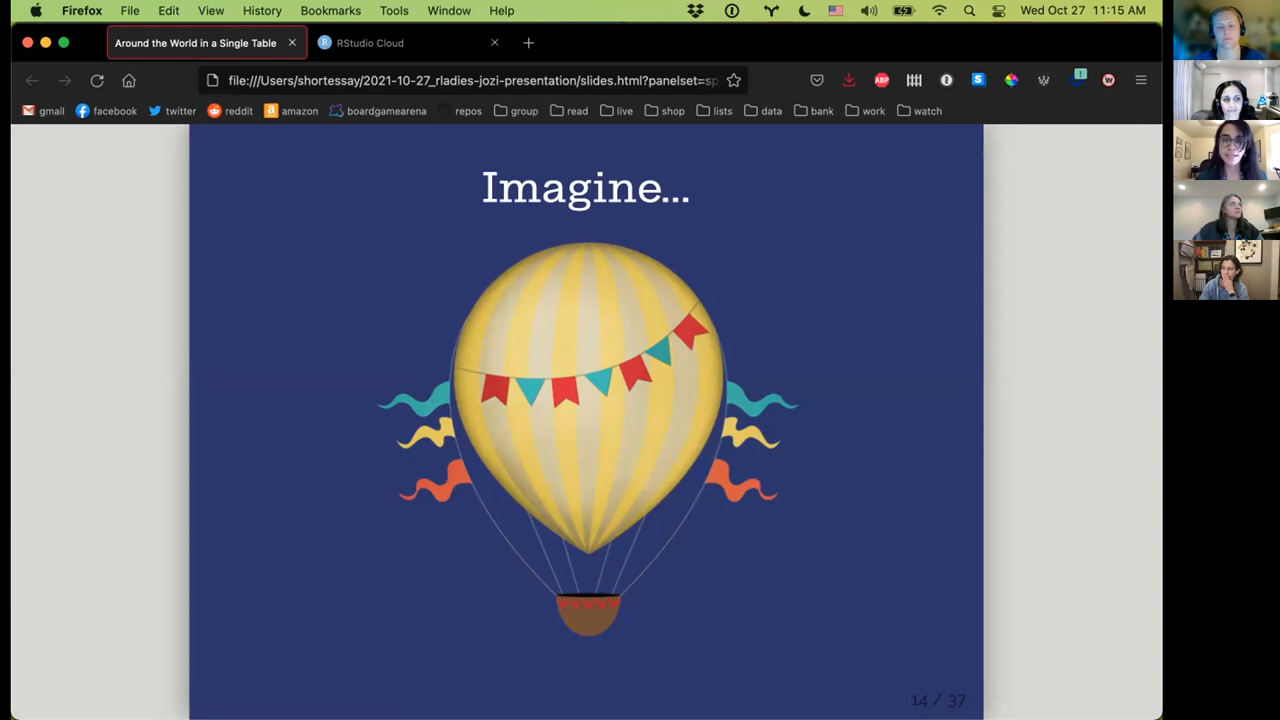 Firefox File Edit View History Bookmarks Tools Window Help Wed Oct 27 11:15 AM
Around the World in a Single Table RStudio Cloud
file:///Users/shortessay/2021-10-27_rladies-jozi-presentation/slides.html?panelset=sp
gmail facebook twitter reddit amazon boardgamearena repos group read live shop lists data bank work watch
Imagine...
14 / 37